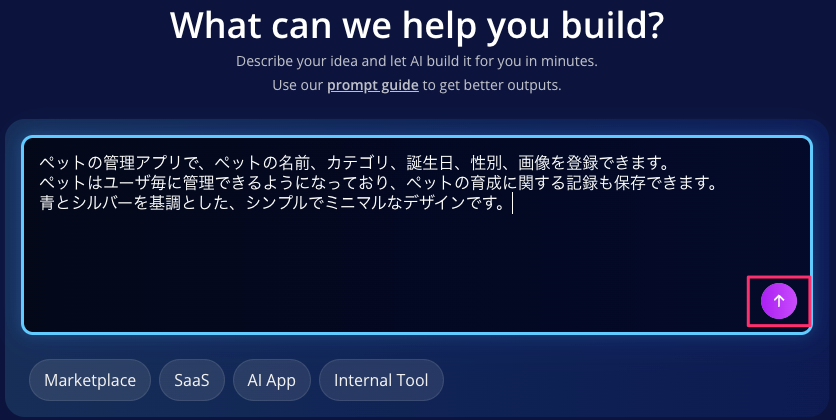 What can we help you build?
Describe your idea and let AI build it for you in minutes.
Use our prompt guide to get better outputs.
ペットの管理アプリで、ペットの名前、カテゴリ、誕生日、性別、画像を登録できます。
ペットはユーザ毎に管理できるようになっており、ペットの育成に関する記録も保存できます。
青とシルバーを基調とした、シンプルでミニマルなデザインです。
Marketplace
SaaS
AI App
Internal Tool